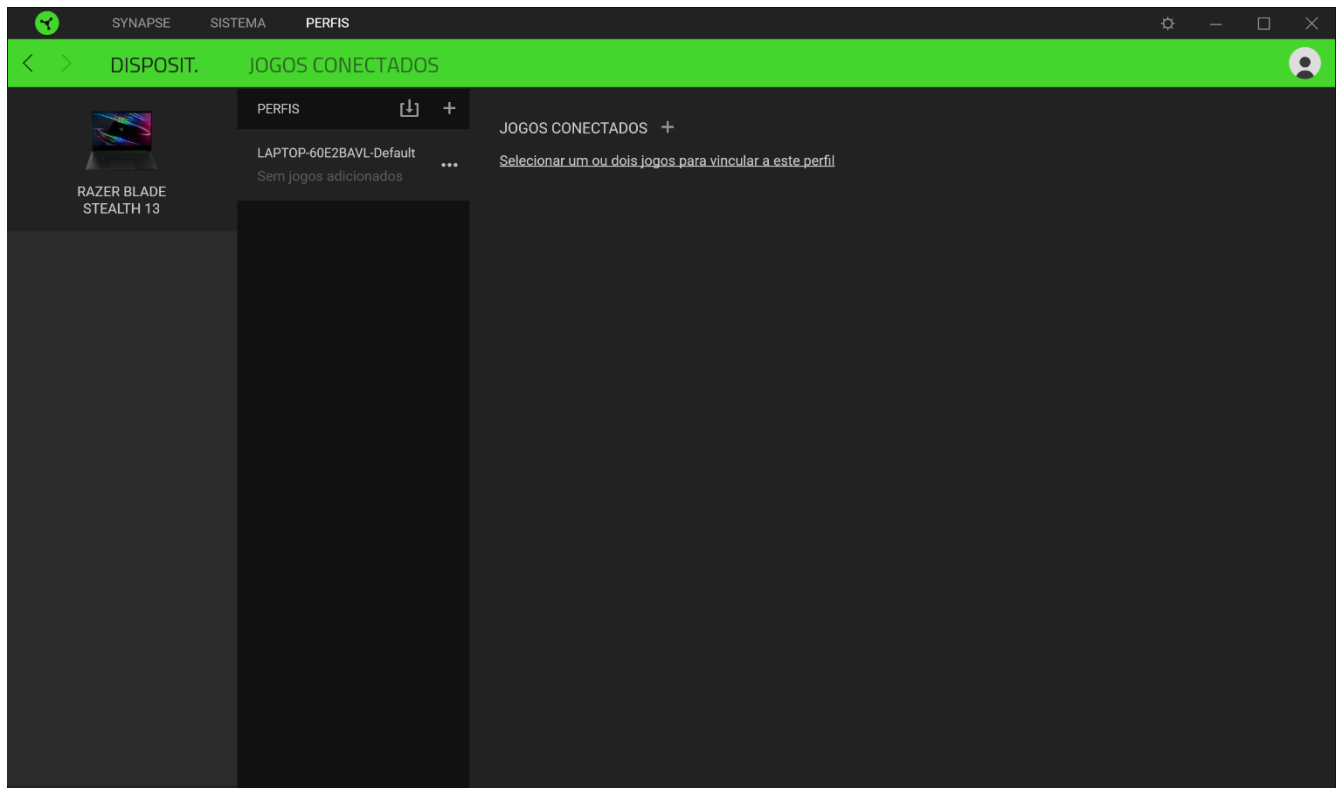 SYNAPSE SISTEMA PERFIS
DISPOSIT. JOGOS CONECTADOS
RAZER BLADE
STEALTH 13
PERFIS
LAPTOP-60E2BAVL-Default
Sem jogos adicionados
JOGOS CONECTADOS
Selecionar um ou dois jogos para vincular a este perfil